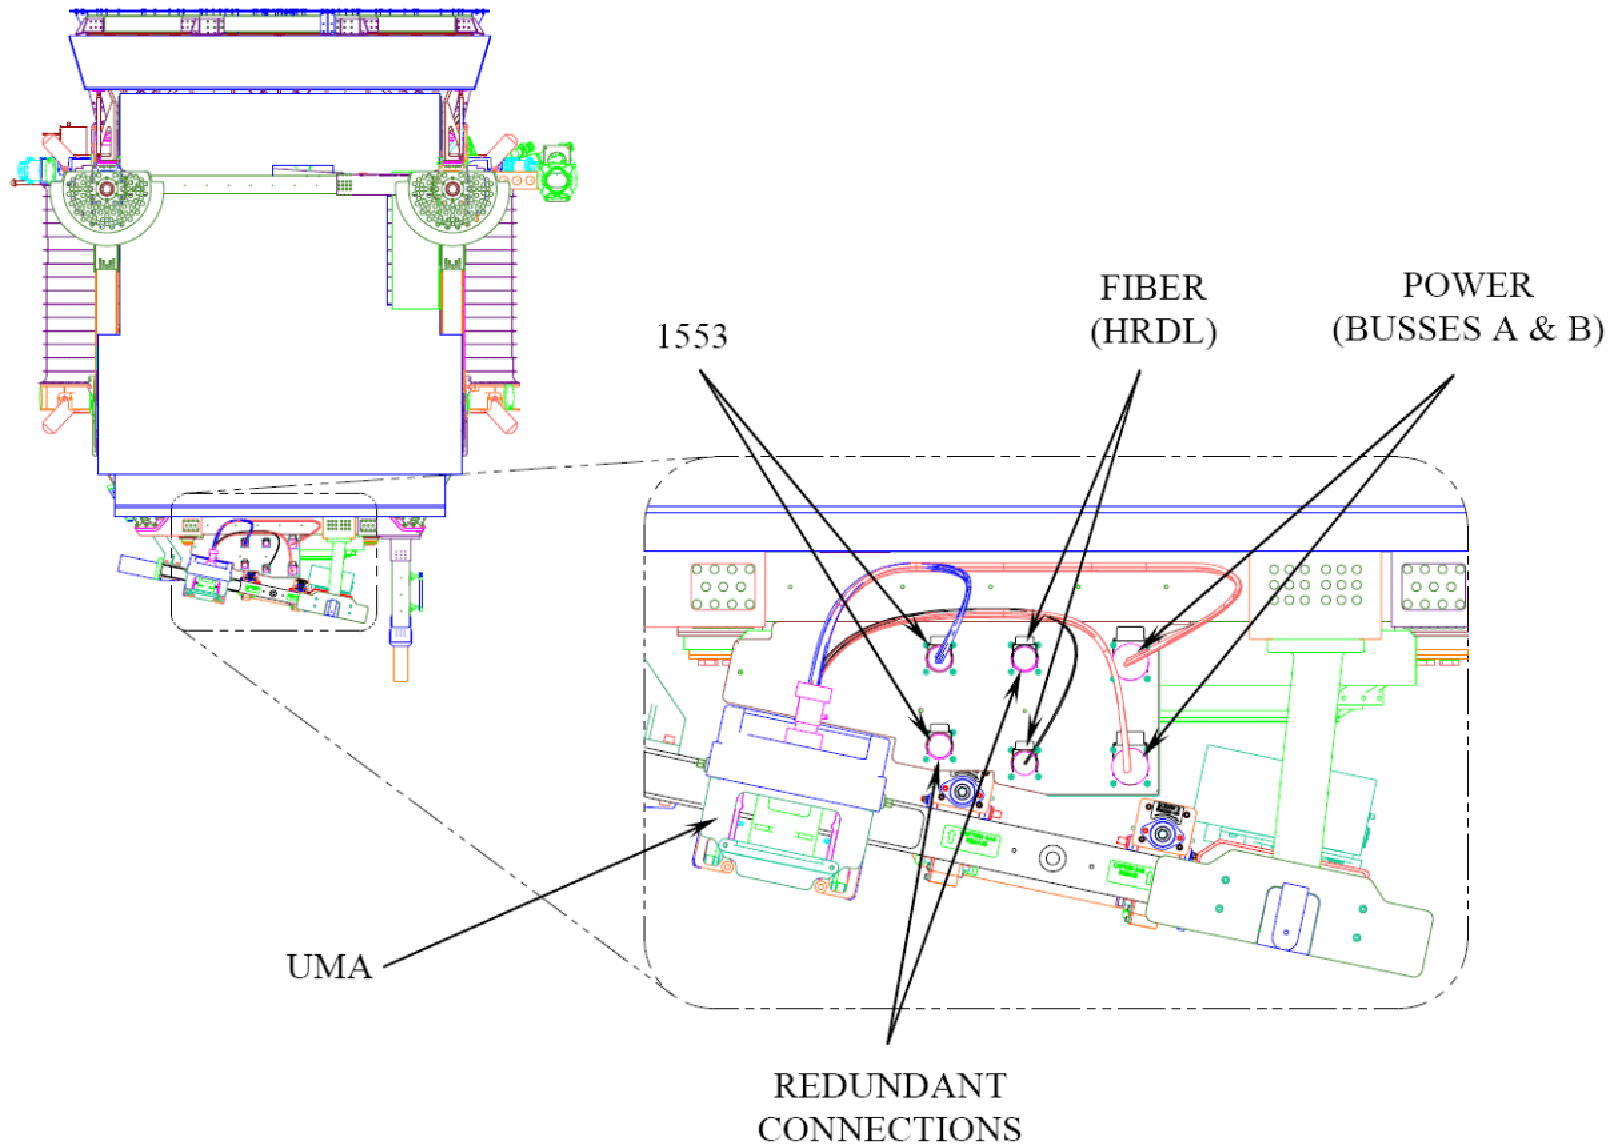 FIBER
(HRDL)
POWER
(BUSSES A & B)
1553
UMA
REDUNDANT
CONNECTIONS